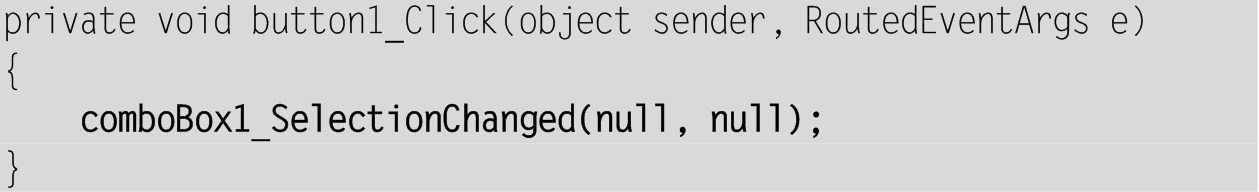 private void button1_Click(object sender, RoutedEventArgs e)
{
    comboBox1_SelectionChanged(null, null);
}